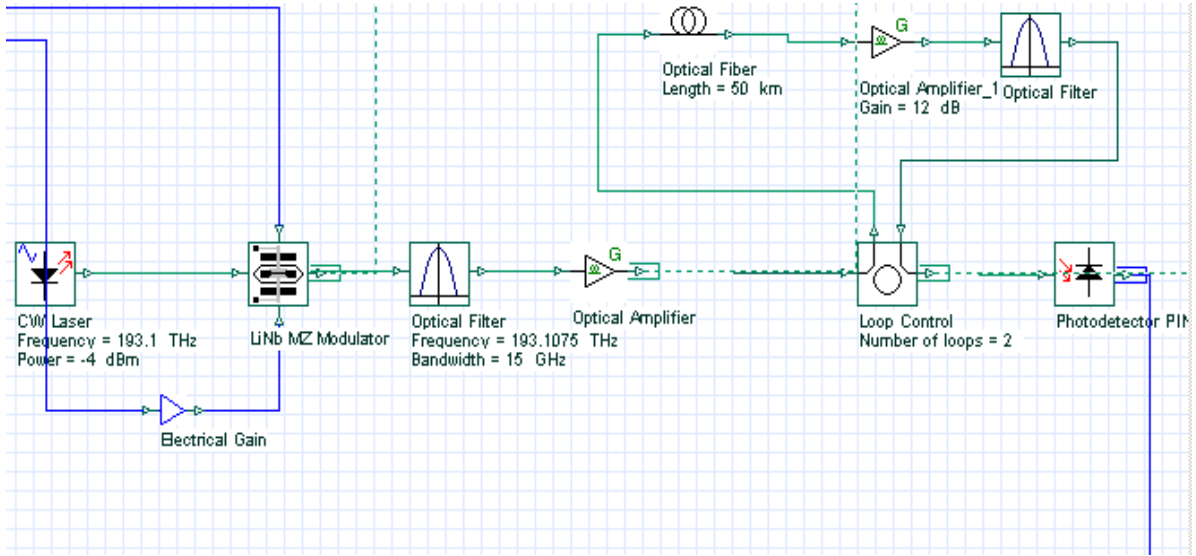 G
Optical Fiber
Length = 50 km
Optical Amplifier_1
Gain = 12 dB
Optical Filter
G
CW Laser
Frequency = 193.1 THz
Power = -4 dBm
LiNb MZ Modulator
Optical Filter
Frequency = 193.1075 THz
Bandwidth = 15 GHz
Optical Amplifier
Loop Control
Number of loops = 2
Photodetector PIN
Electrical Gain